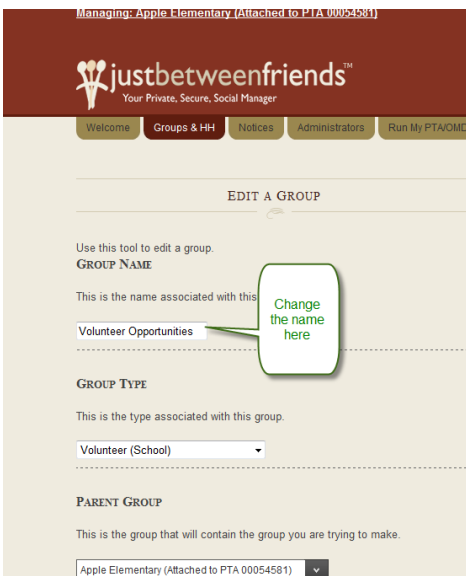 Managing: Apple Elementary (Attached to PTA 00054581)
justbetweenfriends™
Your Private, Secure, Social Manager
Welcome Groups & HH Notices Administrators Run My PTA/OMD
EDIT A GROUP
Use this tool to edit a group.
GROUP NAME
This is the name associated with this
Change
the name
here
Volunteer Opportunities
GROUP TYPE
This is the type associated with this group.
Volunteer (School)
PARENT GROUP
This is the group that will contain the group you are trying to make.
Apple Elementary (Attached to PTA 00054581)